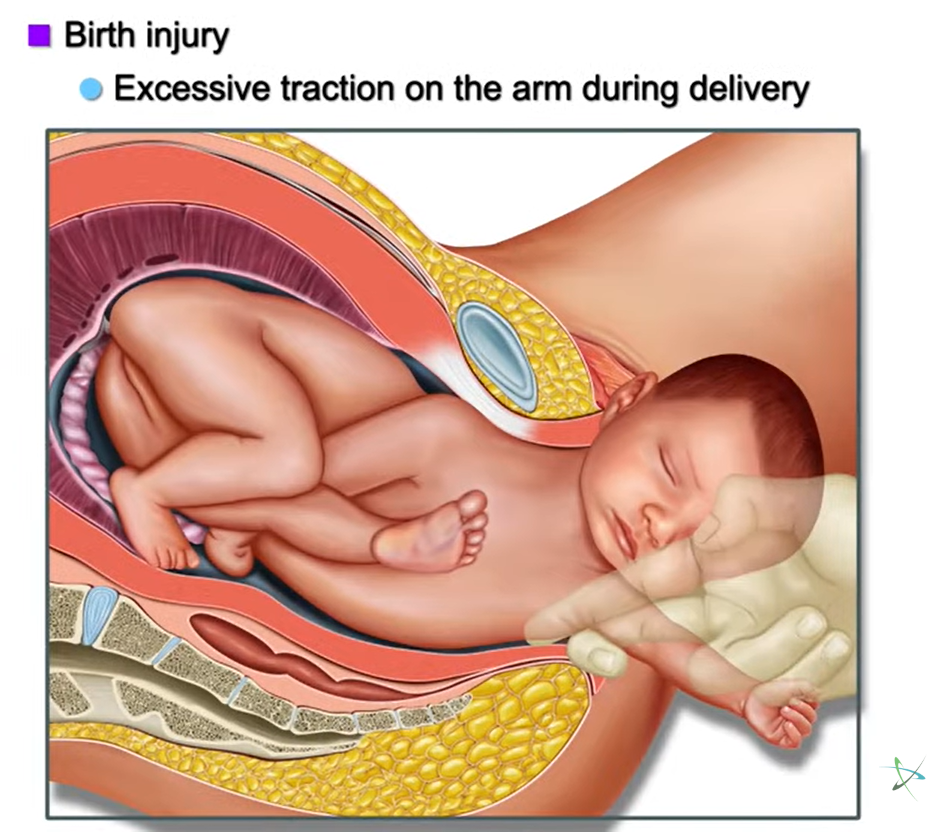 Birth injury
Excessive traction on the arm during delivery